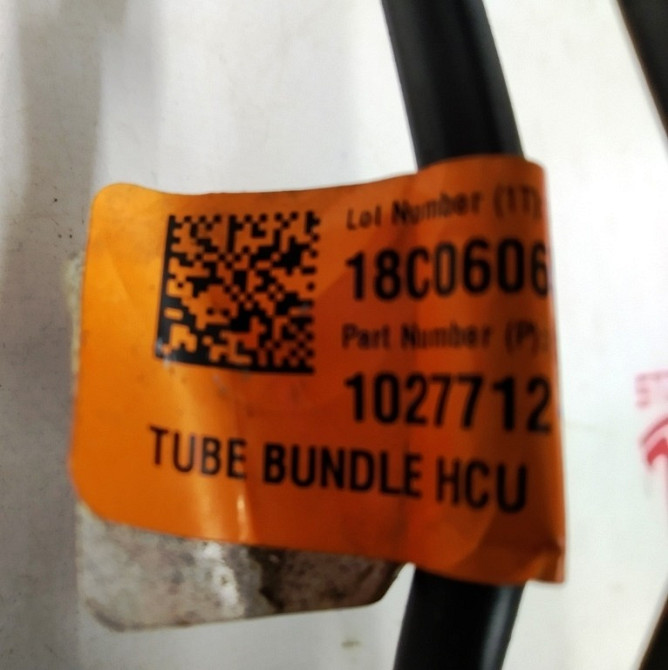 Lot Number (1T):
18C0606
Part Number (P):
1027712
TUBE BUNDLE HCU